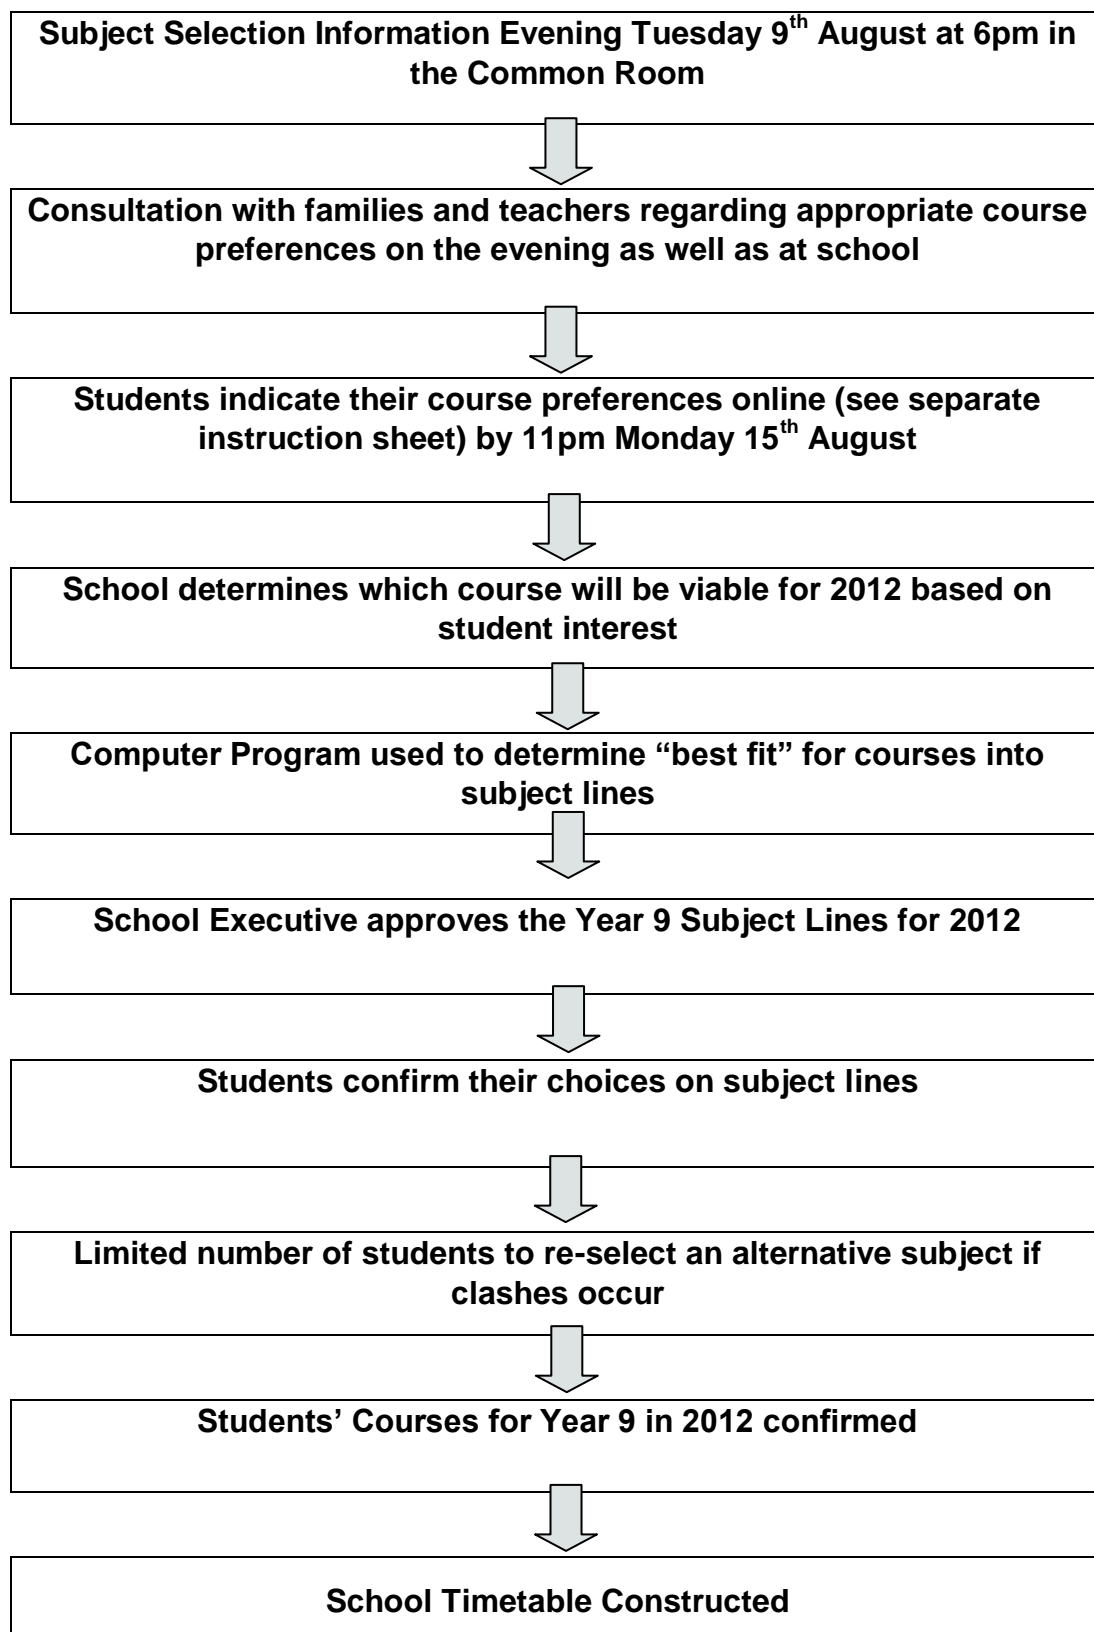 Subject Selection Information Evening Tuesday 9th August at 6pm in
the Common Room
Consultation with families and teachers regarding appropriate course
preferences on the evening as well as at school
Students indicate their course preferences online (see separate
instruction sheet) by 11pm Monday 15th August
School determines which course will be viable for 2012 based on
student interest
Computer Program used to determine “best fit” for courses into
subject lines
School Executive approves the Year 9 Subject Lines for 2012
Students confirm their choices on subject lines
Limited number of students to re-select an alternative subject if
clashes occur
Students’ Courses for Year 9 in 2012 confirmed
School Timetable Constructed